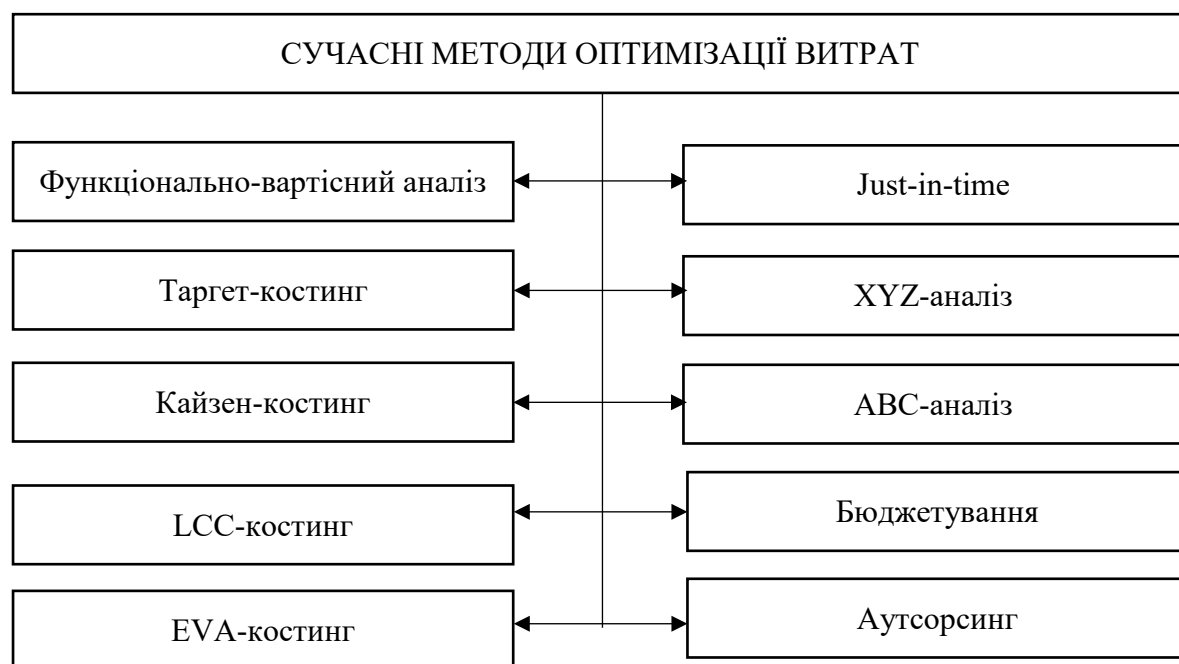 СУЧАСНІ МЕТОДИ ОПТИМІЗАЦІЇ ВИТРАТ
Функціонально-вартісний аналіз
Just-in-time
Таргет-костинг
XYZ-аналіз
Кайзен-костинг
ABC-аналіз
LCC-костинг
Бюджетування
EVA-костинг
Аутсорсинг